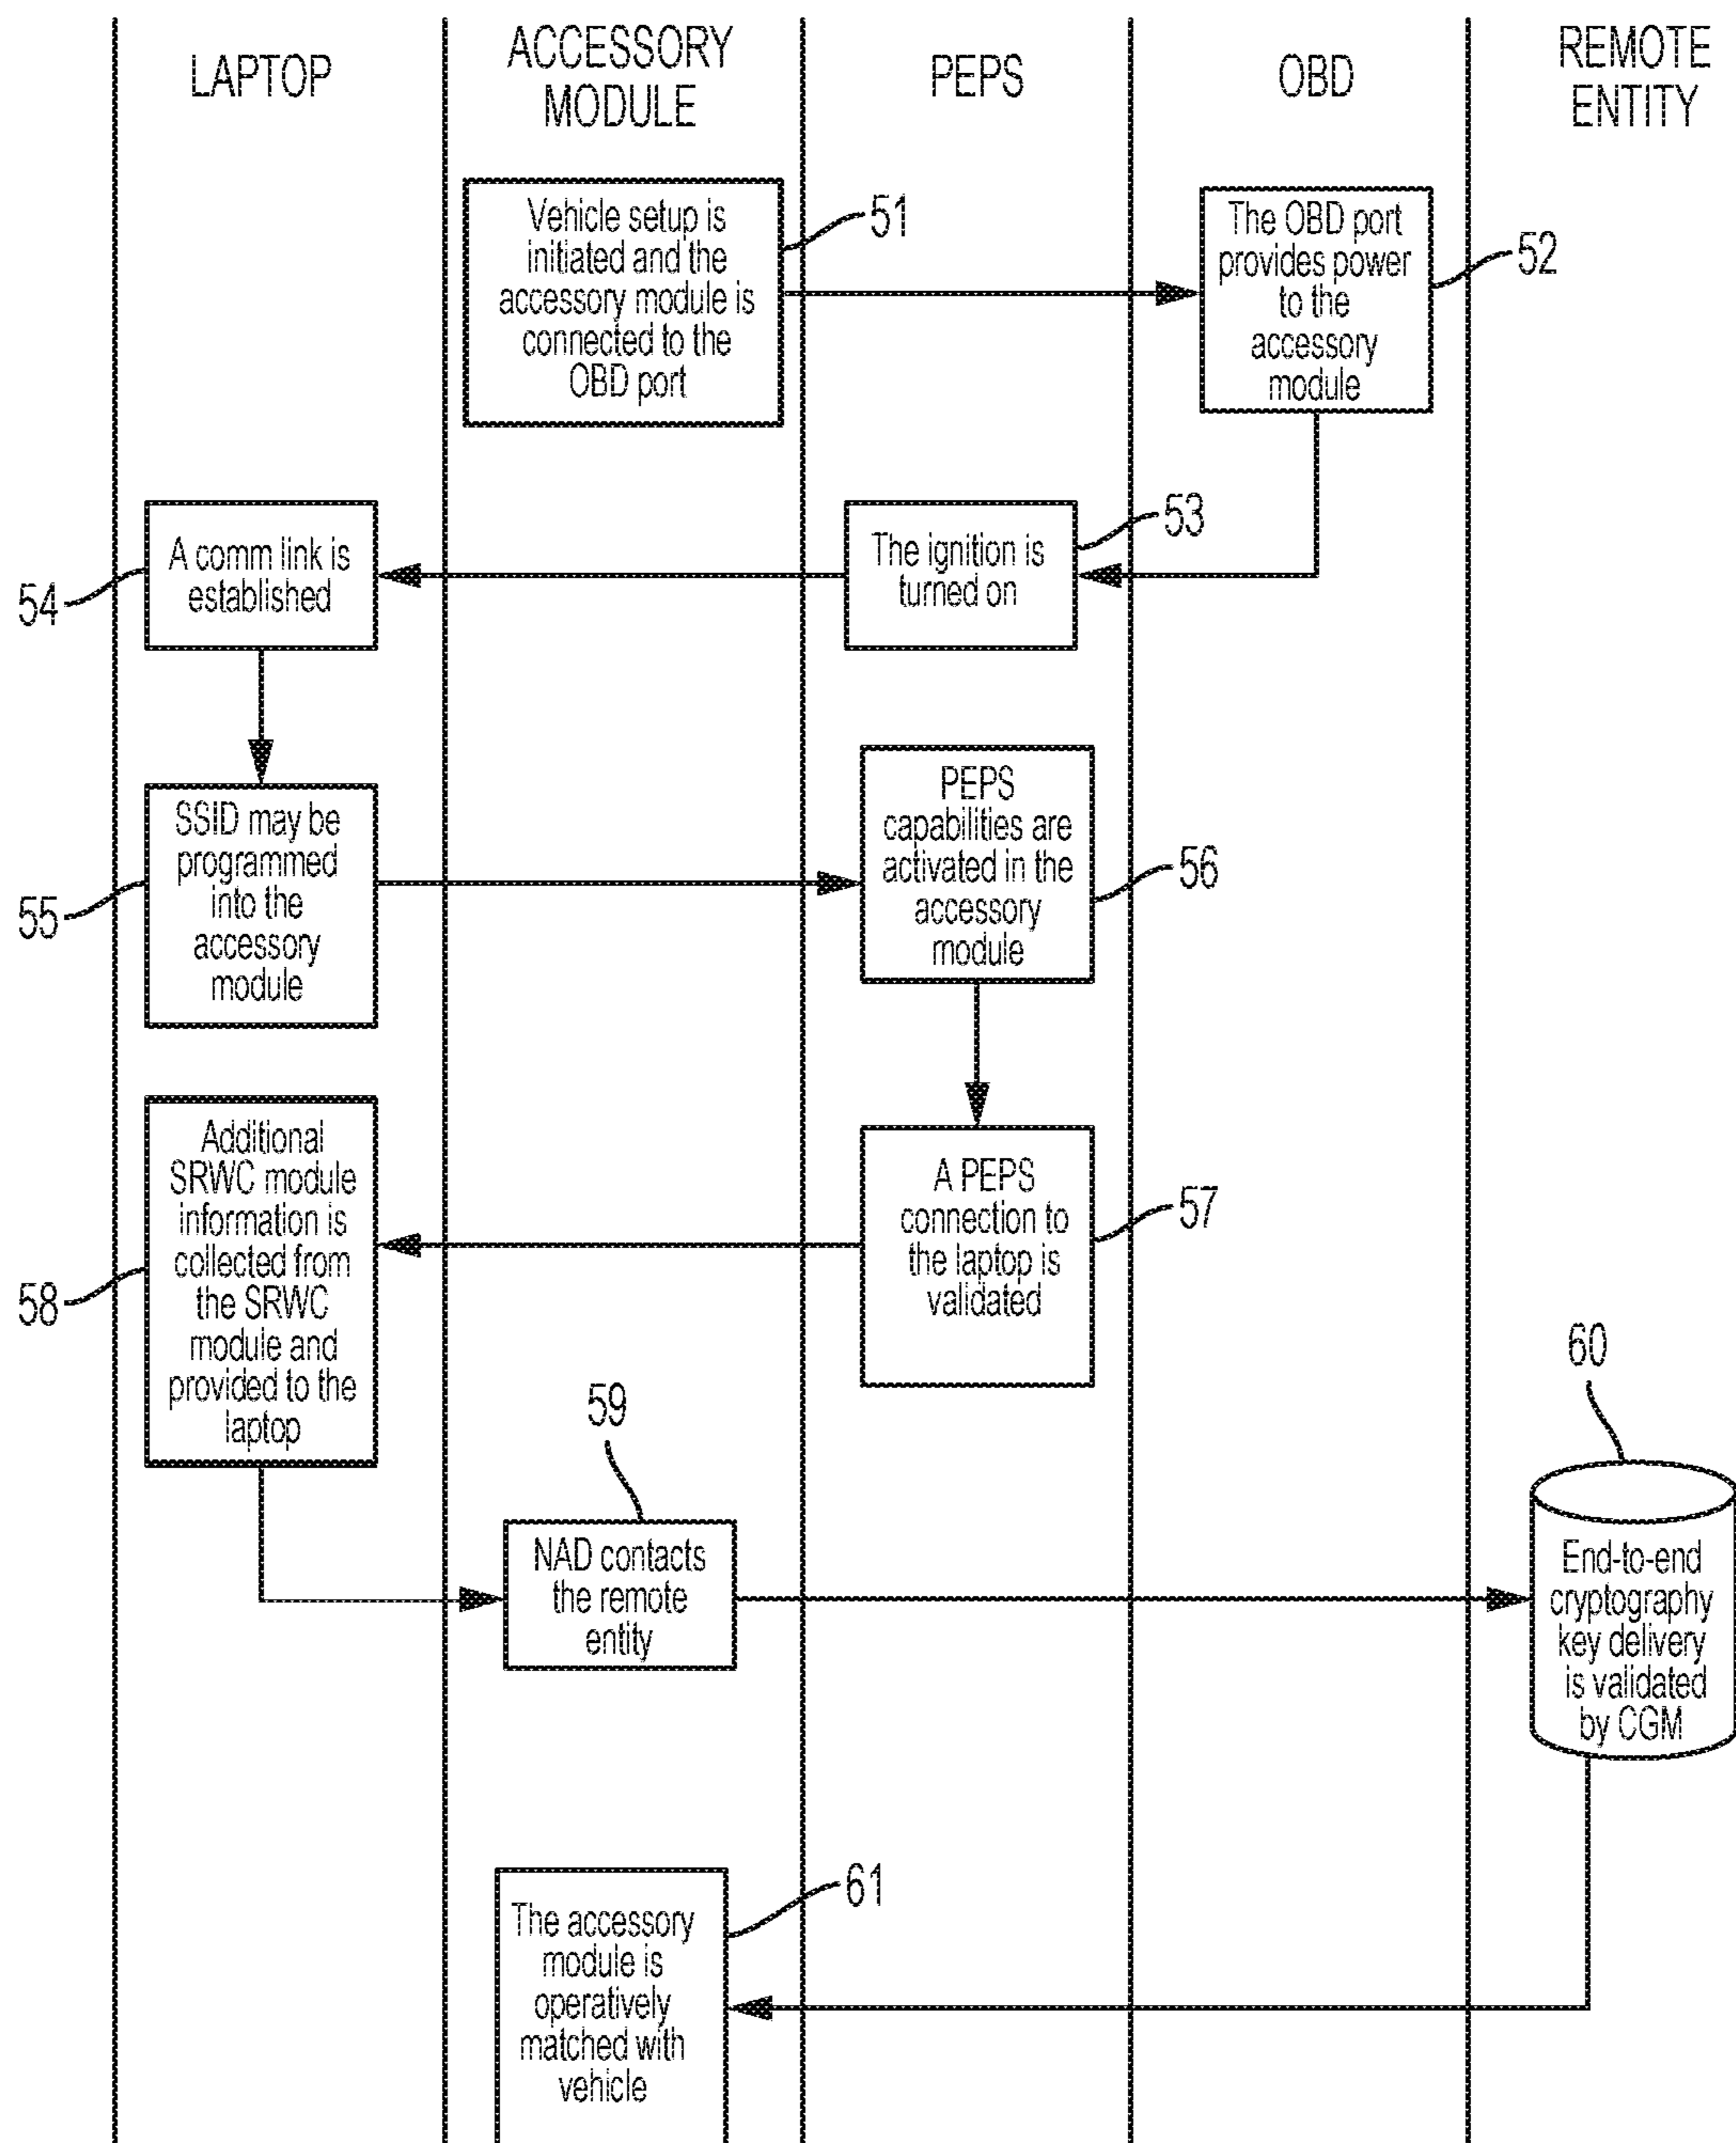 LAPTOP
ACCESSORY
MODULE
PEPS
OBD
REMOTE
ENTITY
Vehicle setup is
initiated and the
accessory module is
connected to the
OBD port
51
The OBD port
provides power
to the
accessory
module
52
The ignition is
turned on
53
A comm link is
established
54
SSID may be
programmed
into the
accessory
module
55
PEPS
capabilities are
activated in the
accessory
module
56
A PEPS
connection to
the laptop is
validated
57
Additional
SRWC module
information is
collected from
the SRWC
module and
provided to the
laptop
58
59
NAD contacts
the remote
entity
60
End-to-end
cryptography
key delivery
is validated
by CGM
61
The accessory
module is
operatively
matched with
vehicle